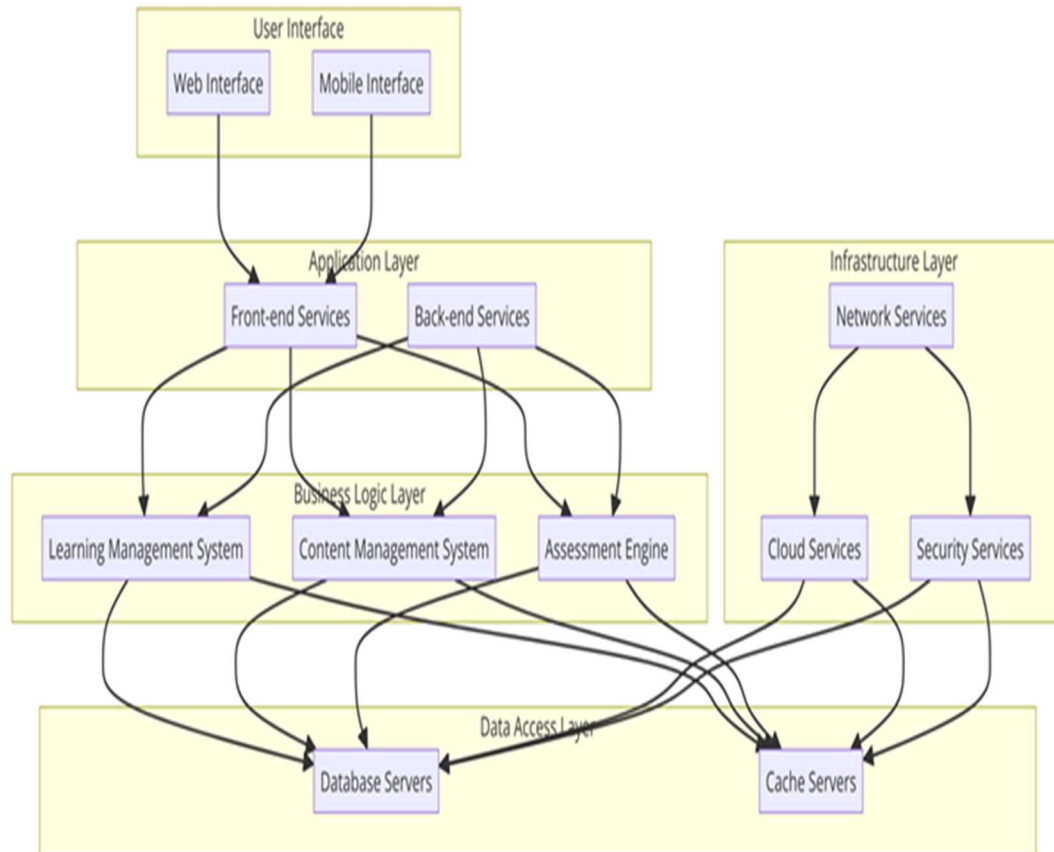 User Interface
Web Interface
Mobile Interface
Application Layer
Front-end Services
Back-end Services
Infrastructure Layer
Network Services
Business Logic Layer
Learning Management System
Content Management System
Assessment Engine
Cloud Services
Security Services
Data Access Layer
Database Servers
Cache Servers